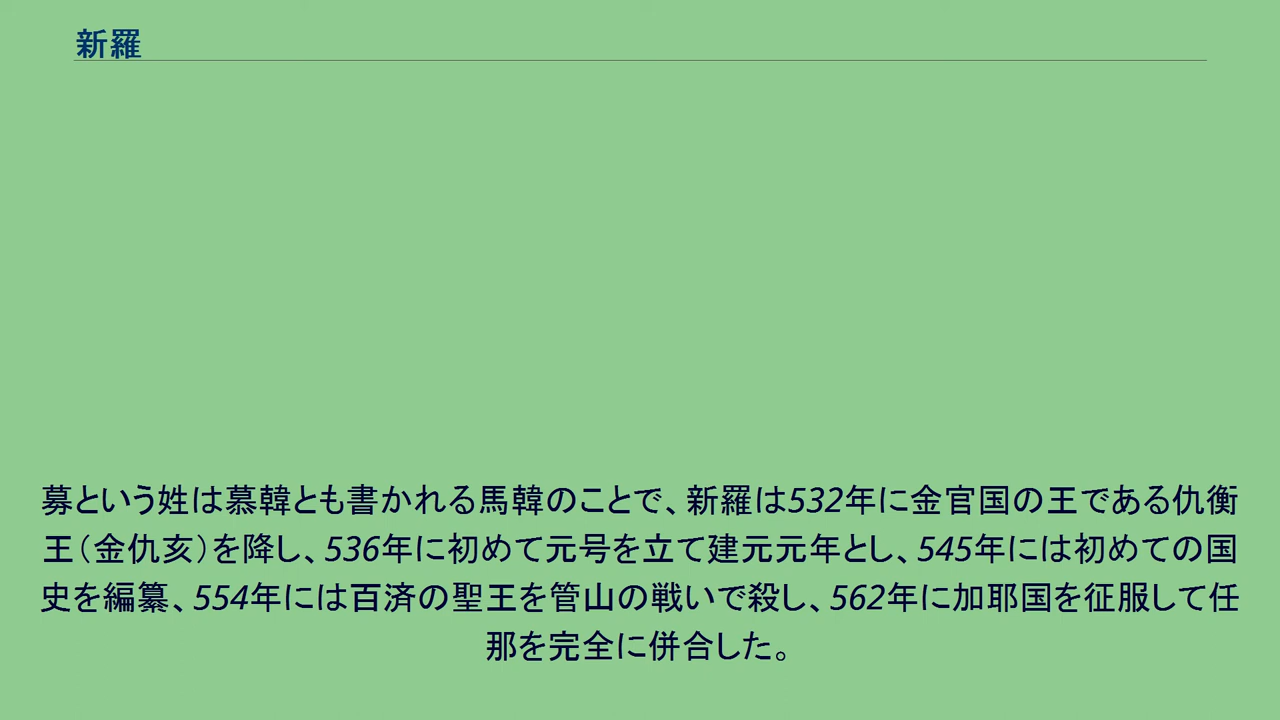 新羅
募という姓は慕韓とも書かれる馬韓のことで、新羅は532年に金官国の王である仇衡
王（金仇亥）を降し、536年に初めて元号を立て建元元年とし、545年には初めての国
史を編纂、554年には百済の聖王を管山の戦いで殺し、562年に加耶国を征服して任
那を完全に併合した。